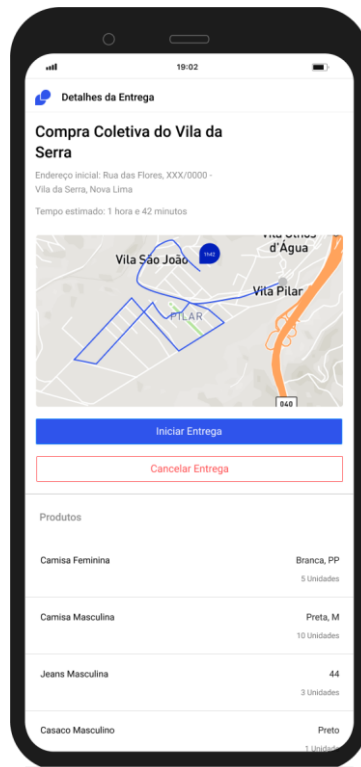 19:02
Detalhes da Entrega
Compra Coletiva do Vila da
Serra
Endereço inicial: Rua das Flores, XXX/0000 -
Vila da Serra, Nova Lima
Tempo estimado: 1 hora e 42 minutos
d'Água
Vila São João
1h42
Vila Pilar
PILAR
040
Iniciar Entrega
Cancelar Entrega
Produtos
Camisa Feminina
Branca, PP
5 Unidades
Camisa Masculina
Preta, M
10 Unidades
Jeans Masculina
44
3 Unidades
Casaco Masculino
Preto
1 Unidade